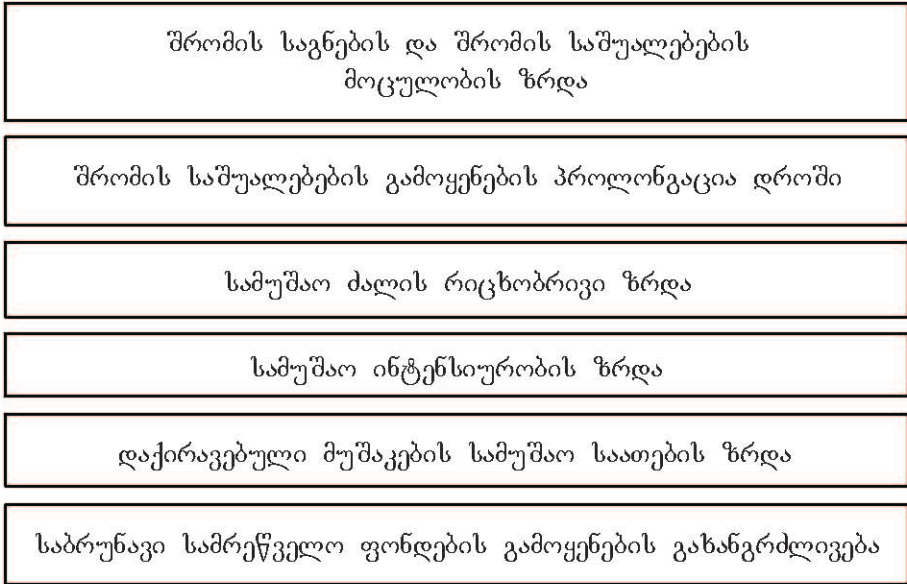 შრომის საგნების და შრომის საშუალებების
მოცულობის ზრდა
შრომის საშუალებების გამოყენების პროლონგაცია დროში
სამუშაო ძალის რიცხობრივი ზრდა
სამუშაო ინტენსიურობის ზრდა
დაქირავებული მუშაკების სამუშაო საათების ზრდა
საბრუნავი სამრეწველო ფონდების გამოყენების გახანგრძლივება